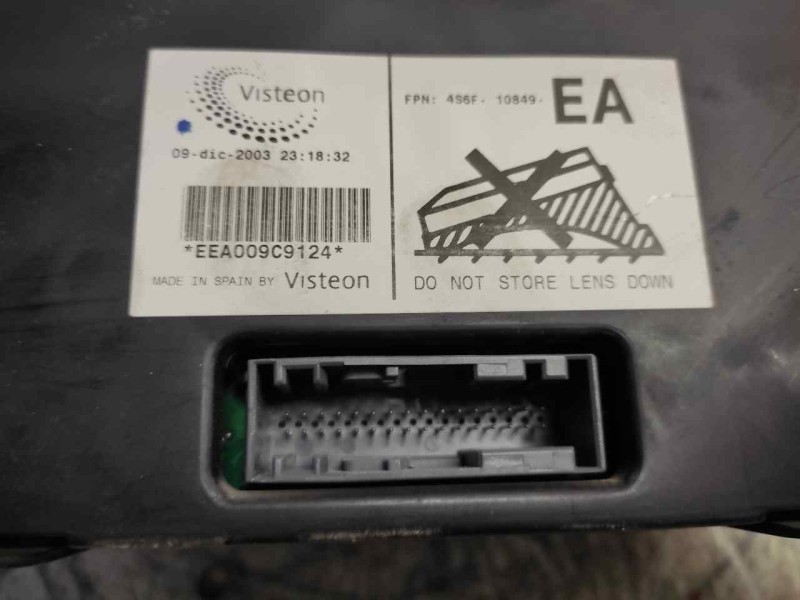 Visteon
09-dic-2003 23:18:32
*EEA009C9124*
MADE IN SPAIN BY Visteon
FPN: 4S6F- 10849- EA
DO NOT STORE LENS DOWN